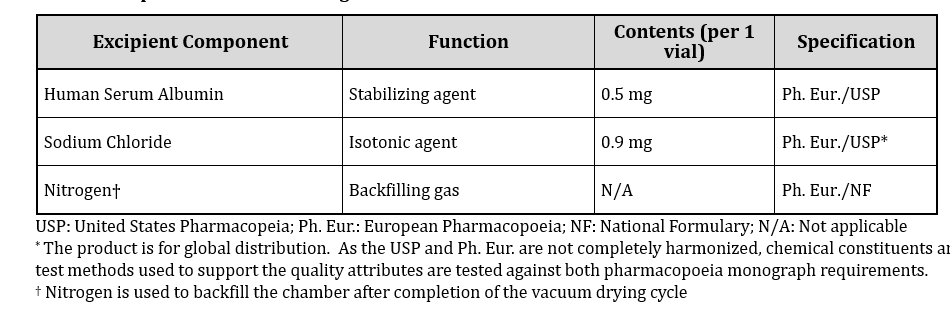 Excipient Component Function Contents (per 1 vial) Specification
Human Serum Albumin Stabilizing agent 0.5 mg Ph. Eur./USP
Sodium Chloride Isotonic agent 0.9 mg Ph. Eur./USP*
Nitrogen† Backfilling gas N/A Ph. Eur./NF
USP: United States Pharmacopeia; Ph. Eur.: European Pharmacopoeia; NF: National Formulary; N/A: Not applicable
* The product is for global distribution. As the USP and Ph. Eur. are not completely harmonized, chemical constituents
test methods used to support the quality attributes are tested against both pharmacopoeia monograph requirements.
† Nitrogen is used to backfill the chamber after completion of the vacuum drying cycle